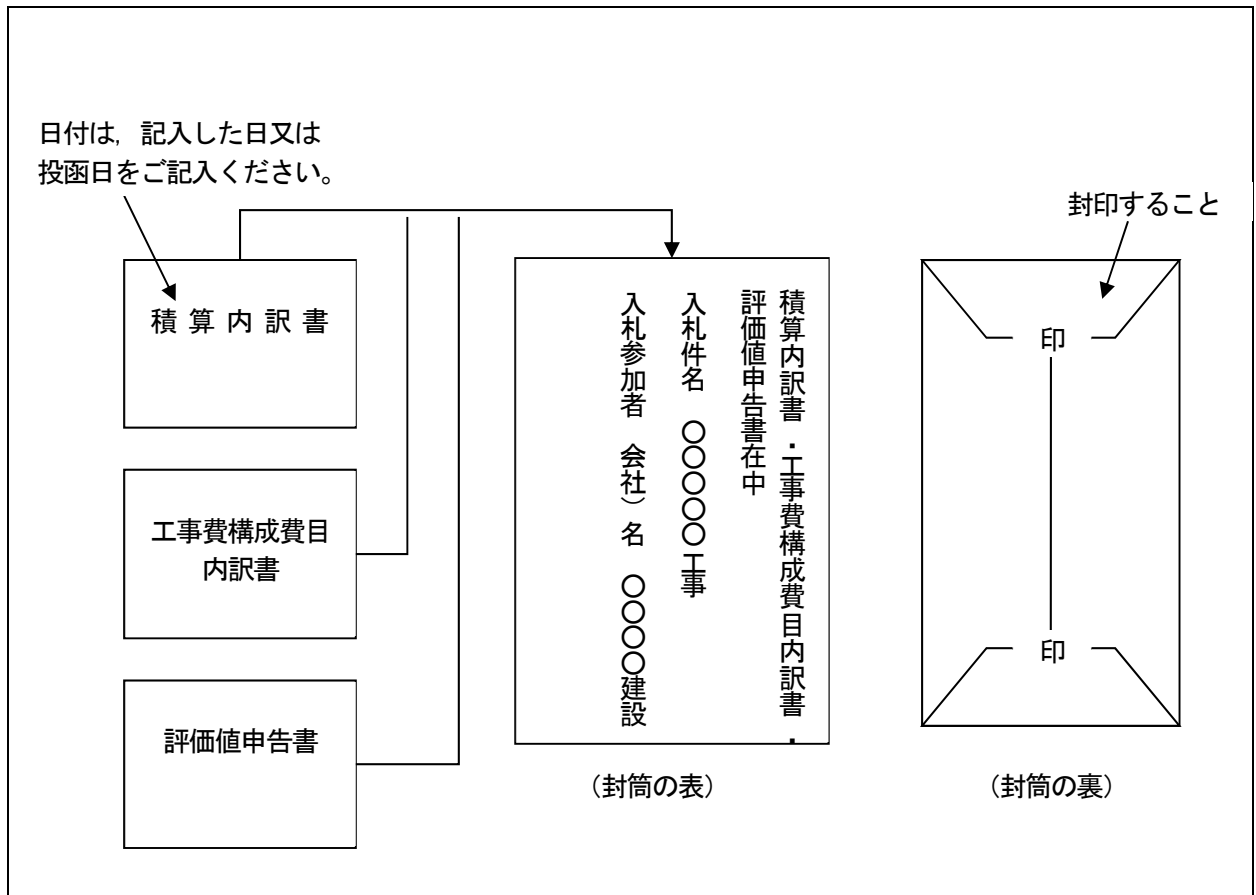 日付は，記入した日又は
投函日をご記入ください。
封印すること
積 算 内 訳 書
工事費構成費目
内訳書
評価値申告書
積算内訳書・工事費構成費目内訳書・
評価値申告書在中
入札件名　〇〇〇〇〇工事
入札参加者　会社）名　〇〇〇〇建設
（封筒の表）
印
印
（封筒の裏）